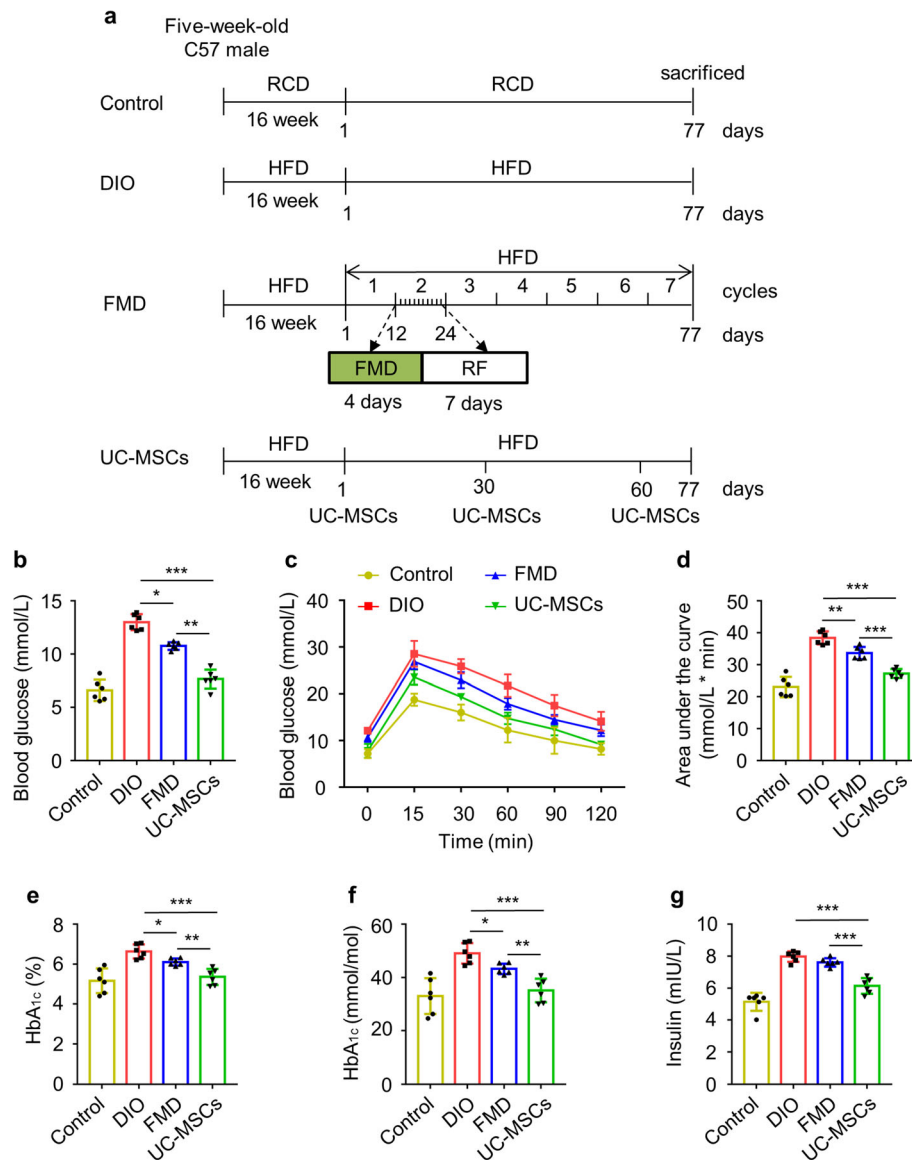 a
Five-week-old
C57 male
sacrificed
Control
RCD
RCD
16 week
1
77 days
DIO
HFD
HFD
16 week
1
77 days
HFD
FMD
HFD
1 2 3 4 5 6 7 cycles
16 week
1 12 24 77 days
FMD RF
4 days 7 days
UC-MSCs
HFD
HFD
16 week
1 30 60 77 days
UC-MSCs UC-MSCs UC-MSCs
b
Blood glucose (mmol/L)
15
10
5
0
***
*
**
Control
DIO
FMD
UC-MSCs
c
Control
FMD
DIO
UC-MSCs
Blood glucose (mmol/L)
40
30
20
10
0
0 15 30 60 90 120
Time (min)
d
Area under the curve
(mmol/L * min)
50
40
30
20
10
0
***
**
***
Control
DIO
FMD
UC-MSCs
e
HbA1c (%)
8
6
4
2
0
***
*
**
Control
DIO
FMD
UC-MSCs
f
HbA1c (mmol/mol)
60
40
20
0
***
*
**
Control
DIO
FMD
UC-MSCs
g
Insulin (mIU/L)
10
8
6
4
2
0
***
***
Control
DIO
FMD
UC-MSCs